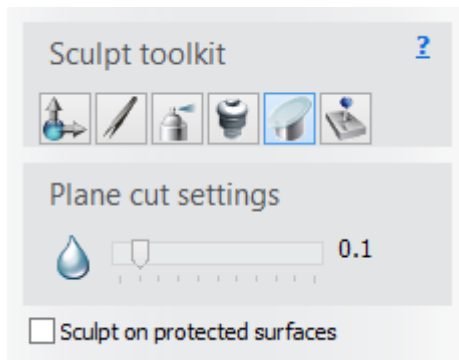 Sculpt toolkit ?
Plane cut settings
0.1
Sculpt on protected surfaces